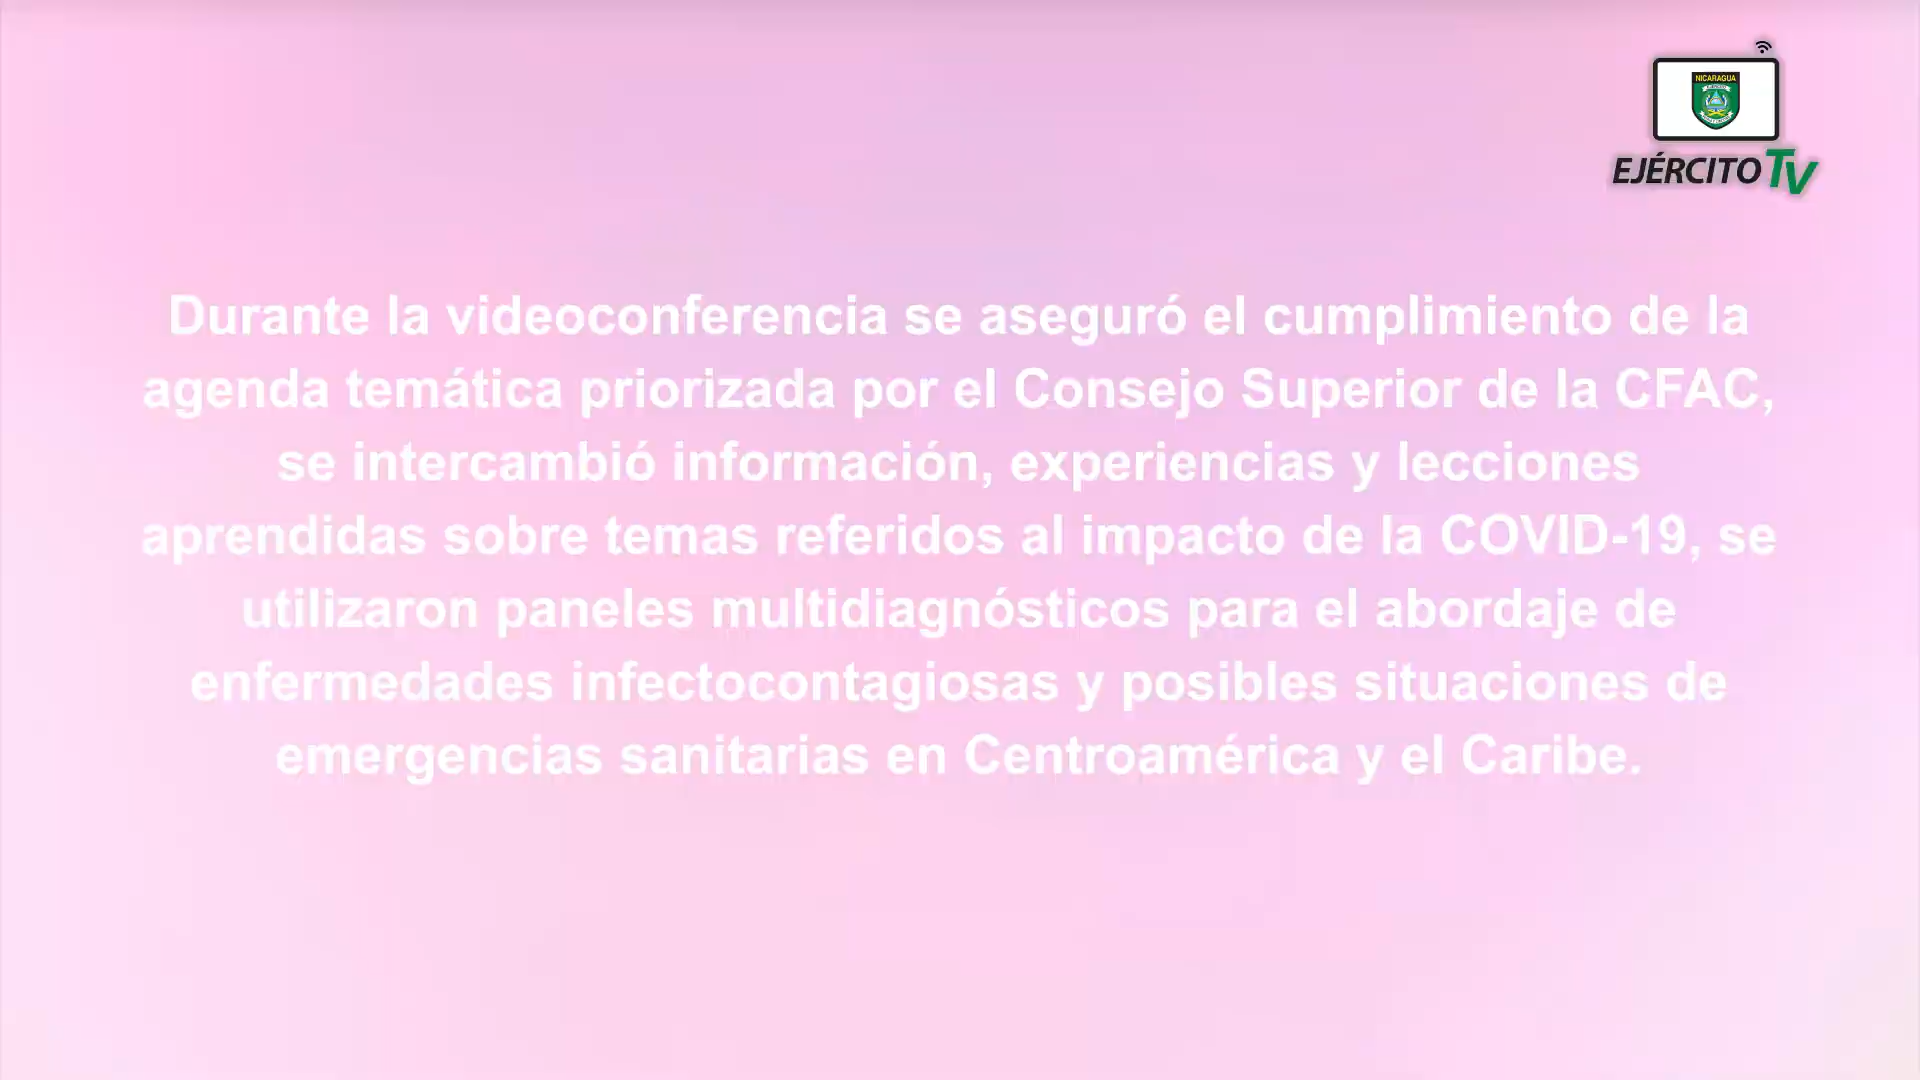 NICARAGUA
EJÉRCITO TV
Durante la videoconferencia se aseguró el cumplimiento de la
agenda temática priorizada por el Consejo Superior de la CFAC,
se intercambió información, experiencias y lecciones
aprendidas sobre temas referidos al impacto de la COVID-19, se
utilizaron paneles multidiagnósticos para el abordaje de
enfermedades infectocontagiosas y posibles situaciones de
emergencias sanitarias en Centroamérica y el Caribe.